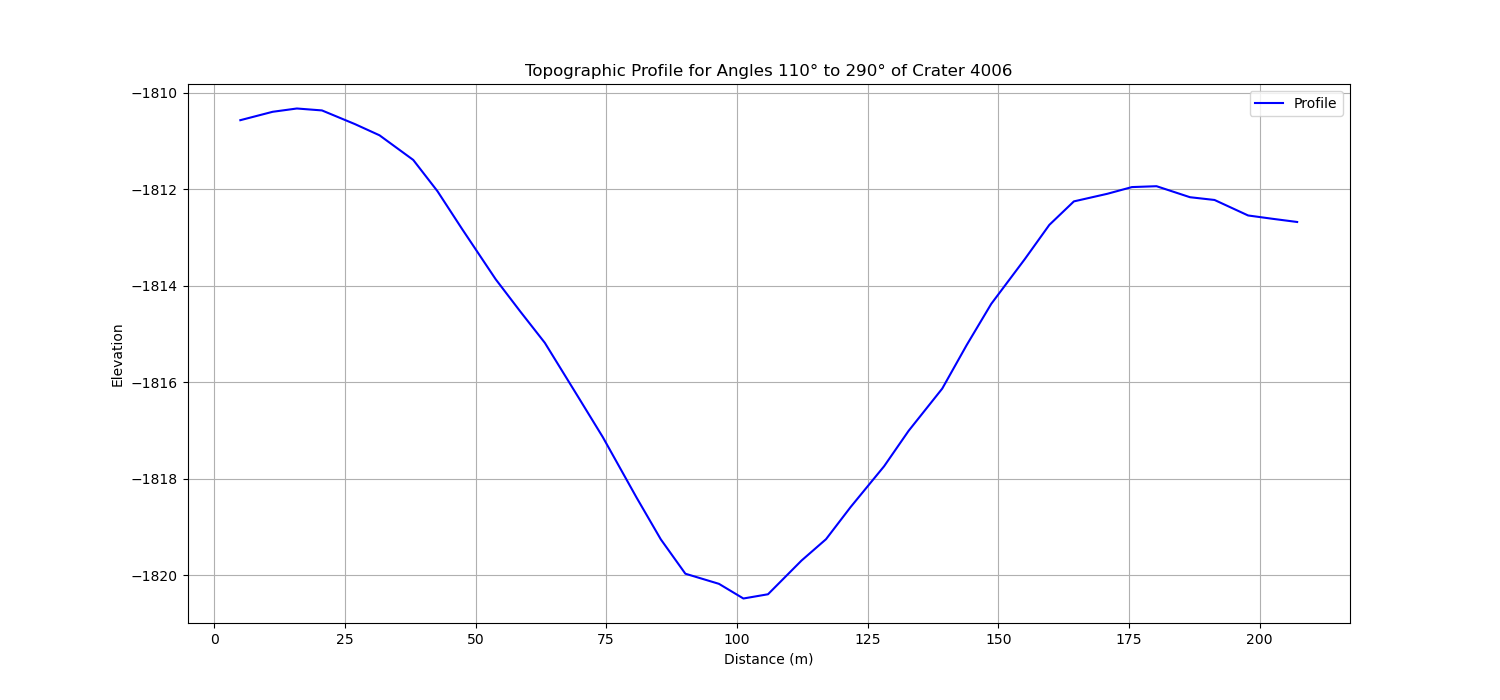 Topographic Profile for Angles 110° to 290° of Crater 4006
Profile
−1810
−1812
−1814
−1816
−1818
−1820
Elevation
0 25 50 75 100 125 150 175 200
Distance (m)